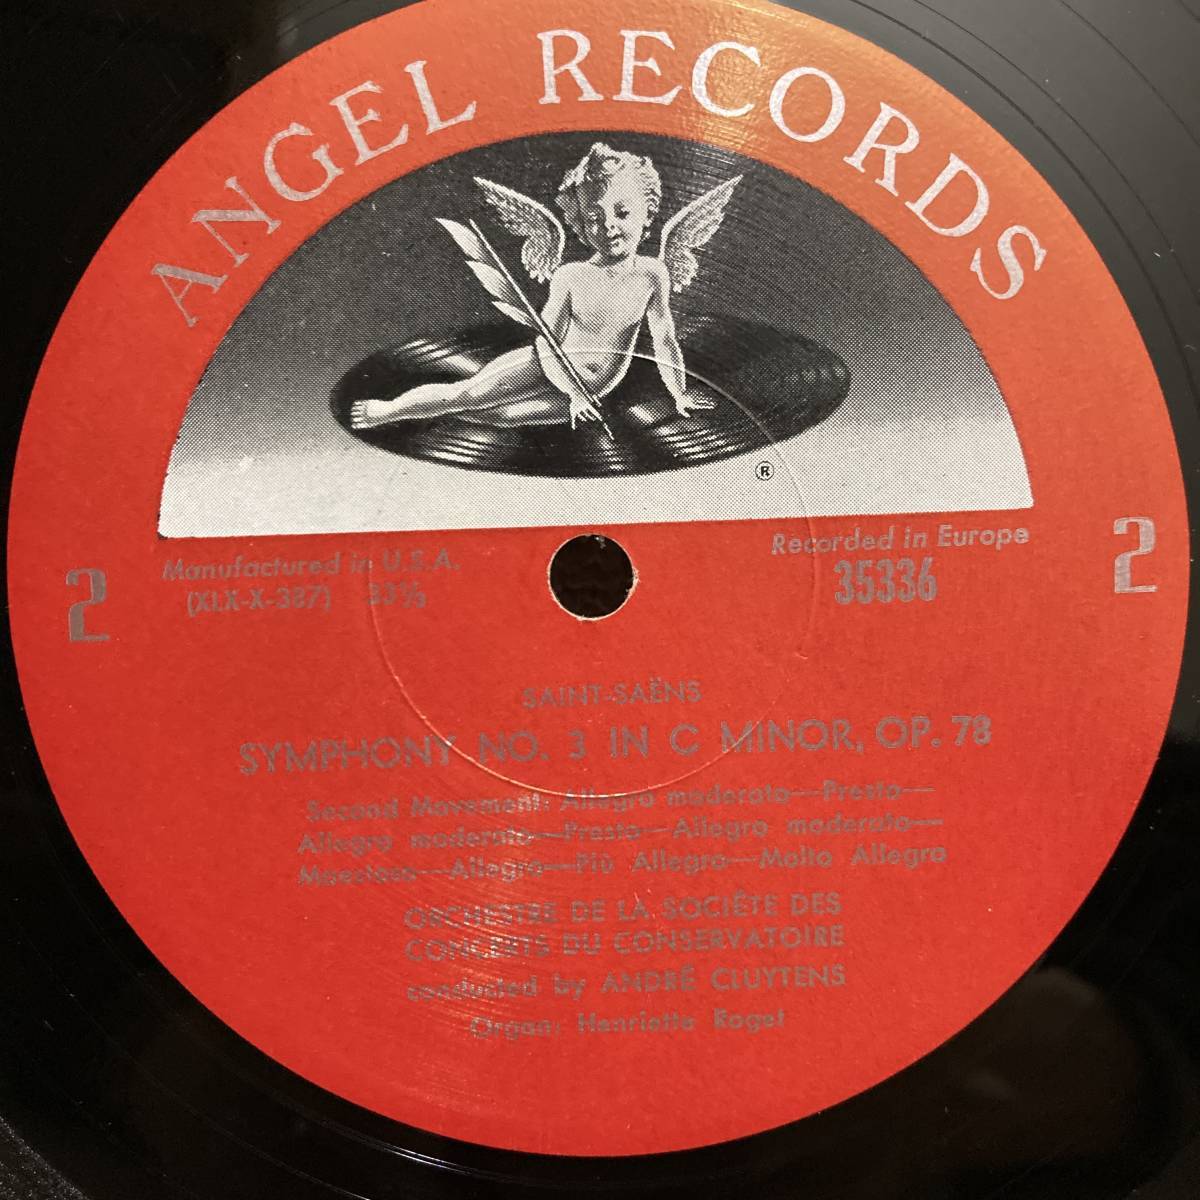 ANGEL RECORDS
®
Manufactured in U.S.A.
(XLX-X-387) 33⅓
Recorded in Europe
35336
2
2
SAINT-SAËNS
SYMPHONY NO. 3 IN C MINOR, OP. 78
Second Movement: Allegro moderato—Presto—
Allegro moderato—Presto—Allegro moderato—
Maestoso—Allegro—Più Allegro—Molto Allegro
ORCHESTRE DE LA SOCIÉTÉ DES
CONCERTS DU CONSERVATOIRE
conducted by ANDRÉ CLUYTENS
Organ: Henriette Roget